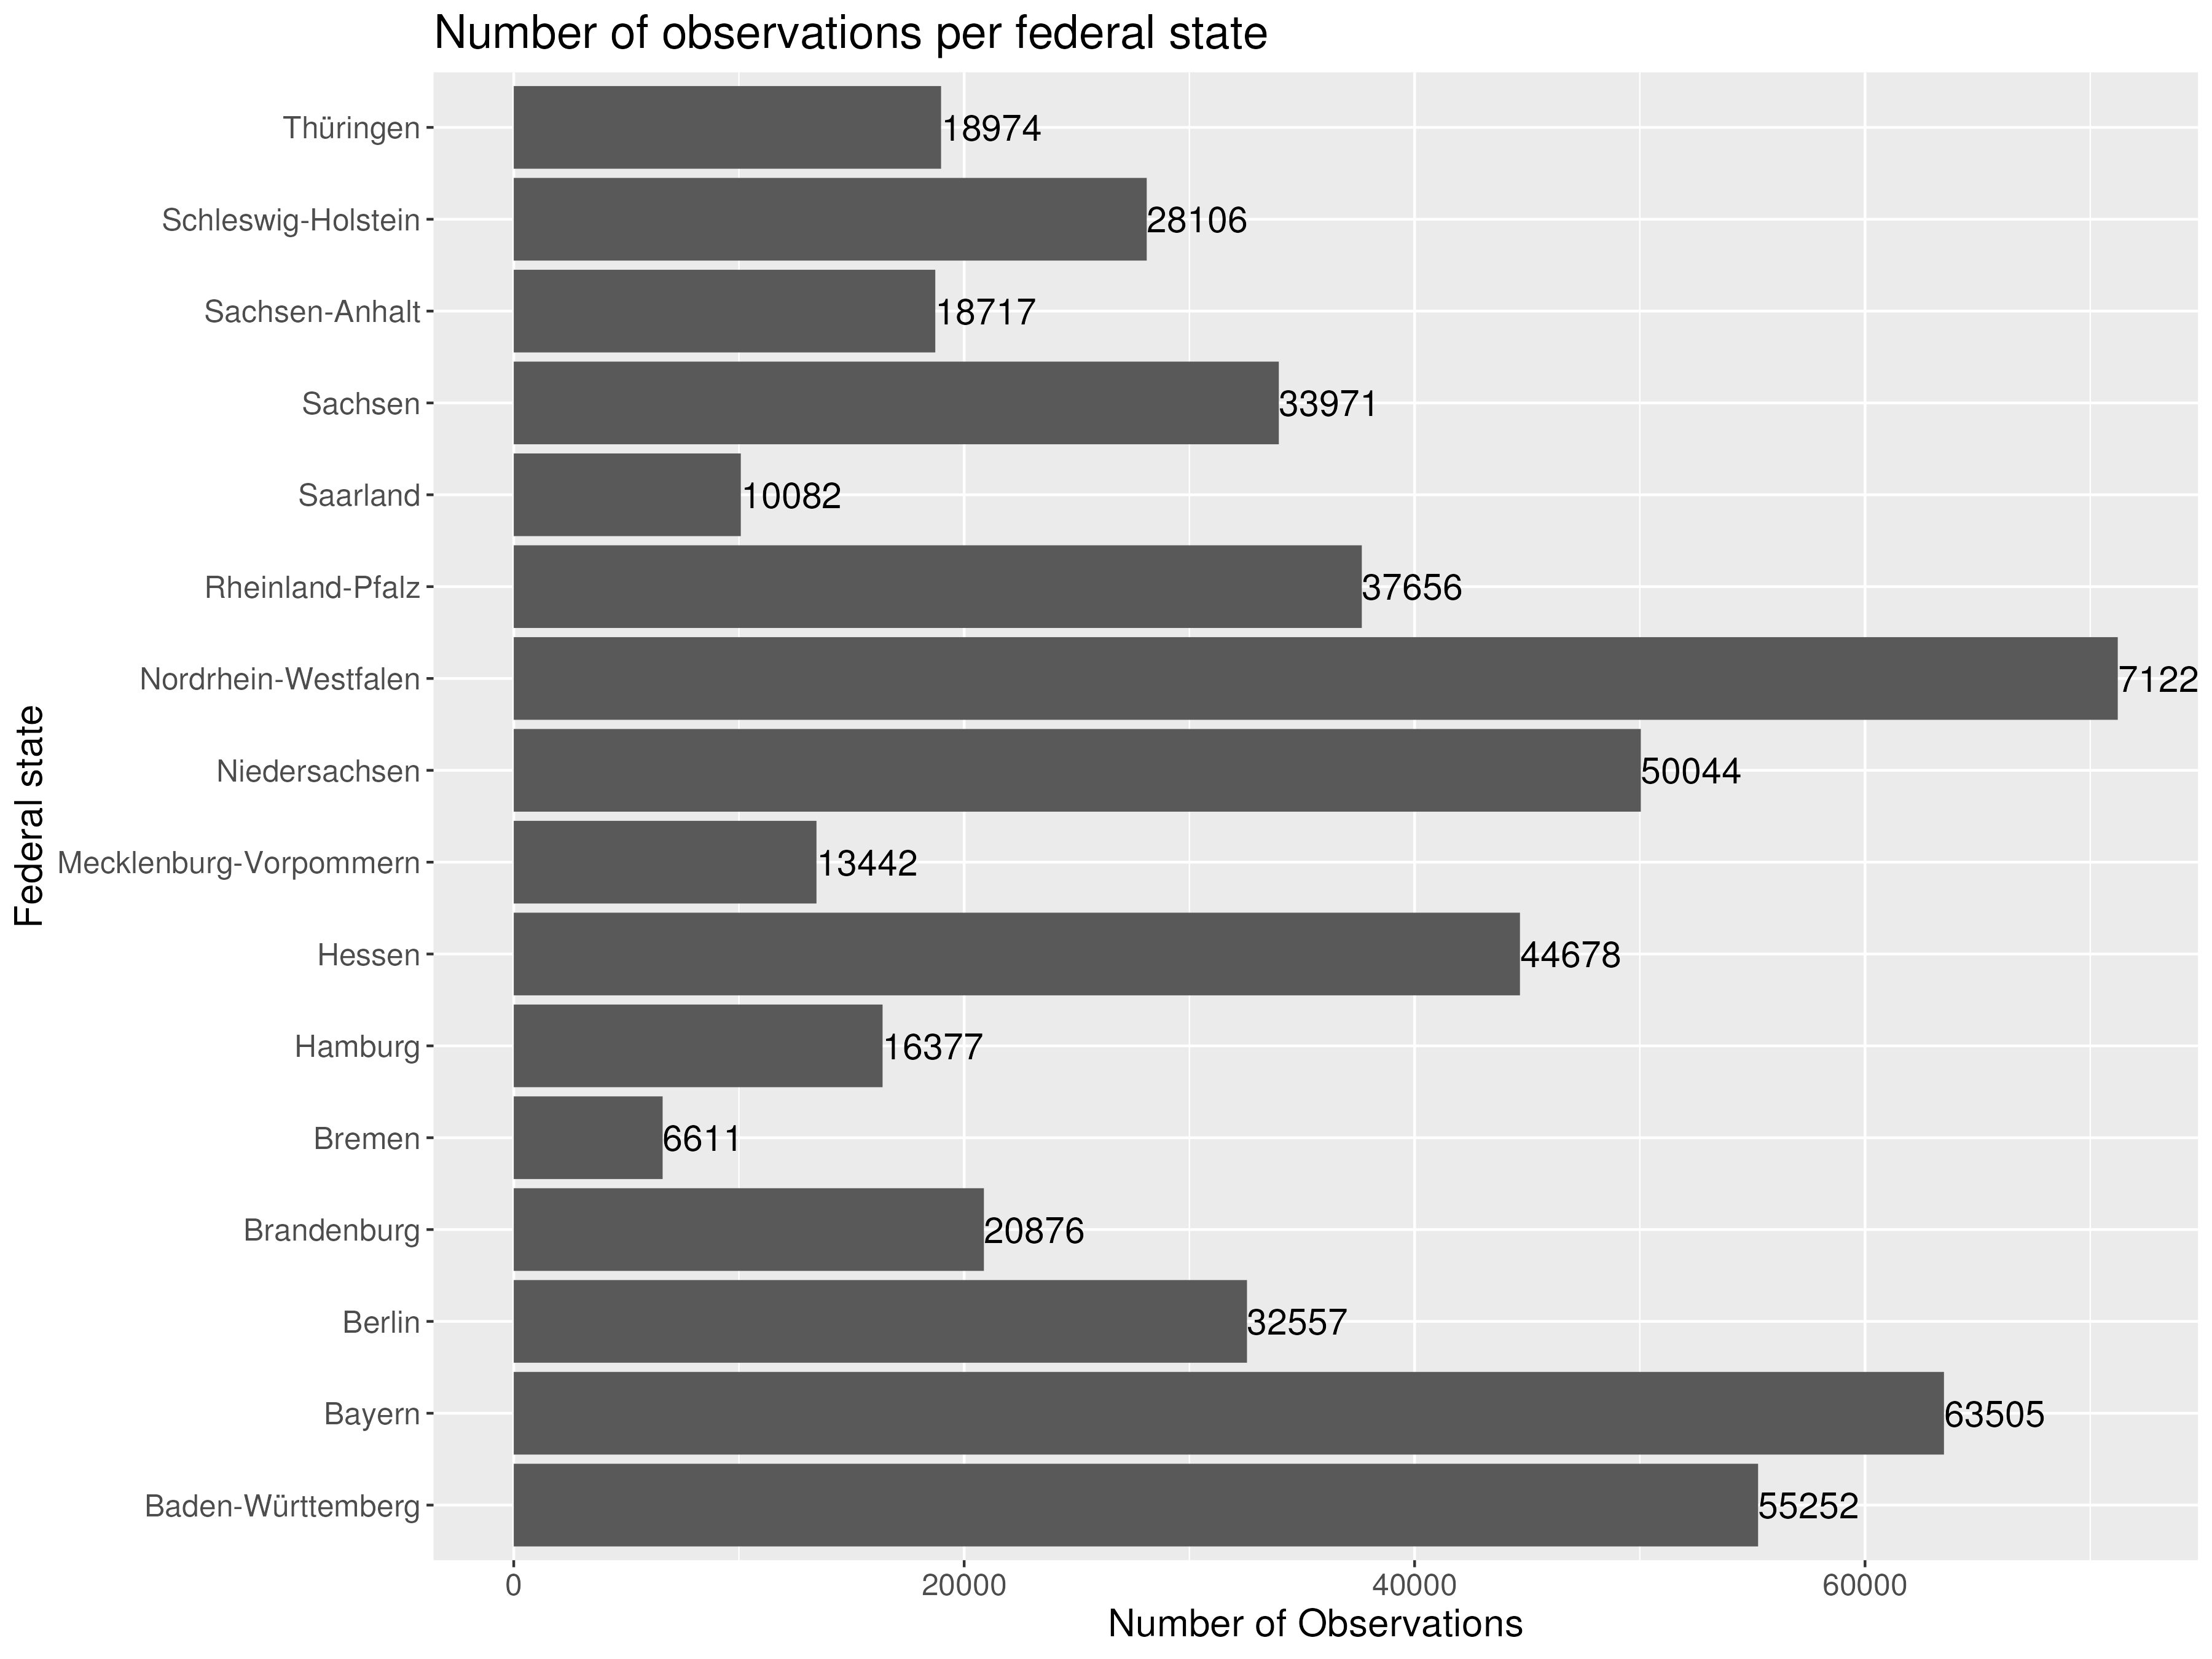 Number of observations per federal state
Thüringen
18974
Schleswig-Holstein
28106
Sachsen-Anhalt
18717
Sachsen
33971
Saarland
10082
Rheinland-Pfalz
37656
Nordrhein-Westfalen
7122
Niedersachsen
50044
Mecklenburg-Vorpommern
13442
Hessen
44678
Hamburg
16377
Bremen
6611
Brandenburg
20876
Berlin
32557
Bayern
63505
Baden-Württemberg
55252
Federal state
0 20000 40000 60000
Number of Observations